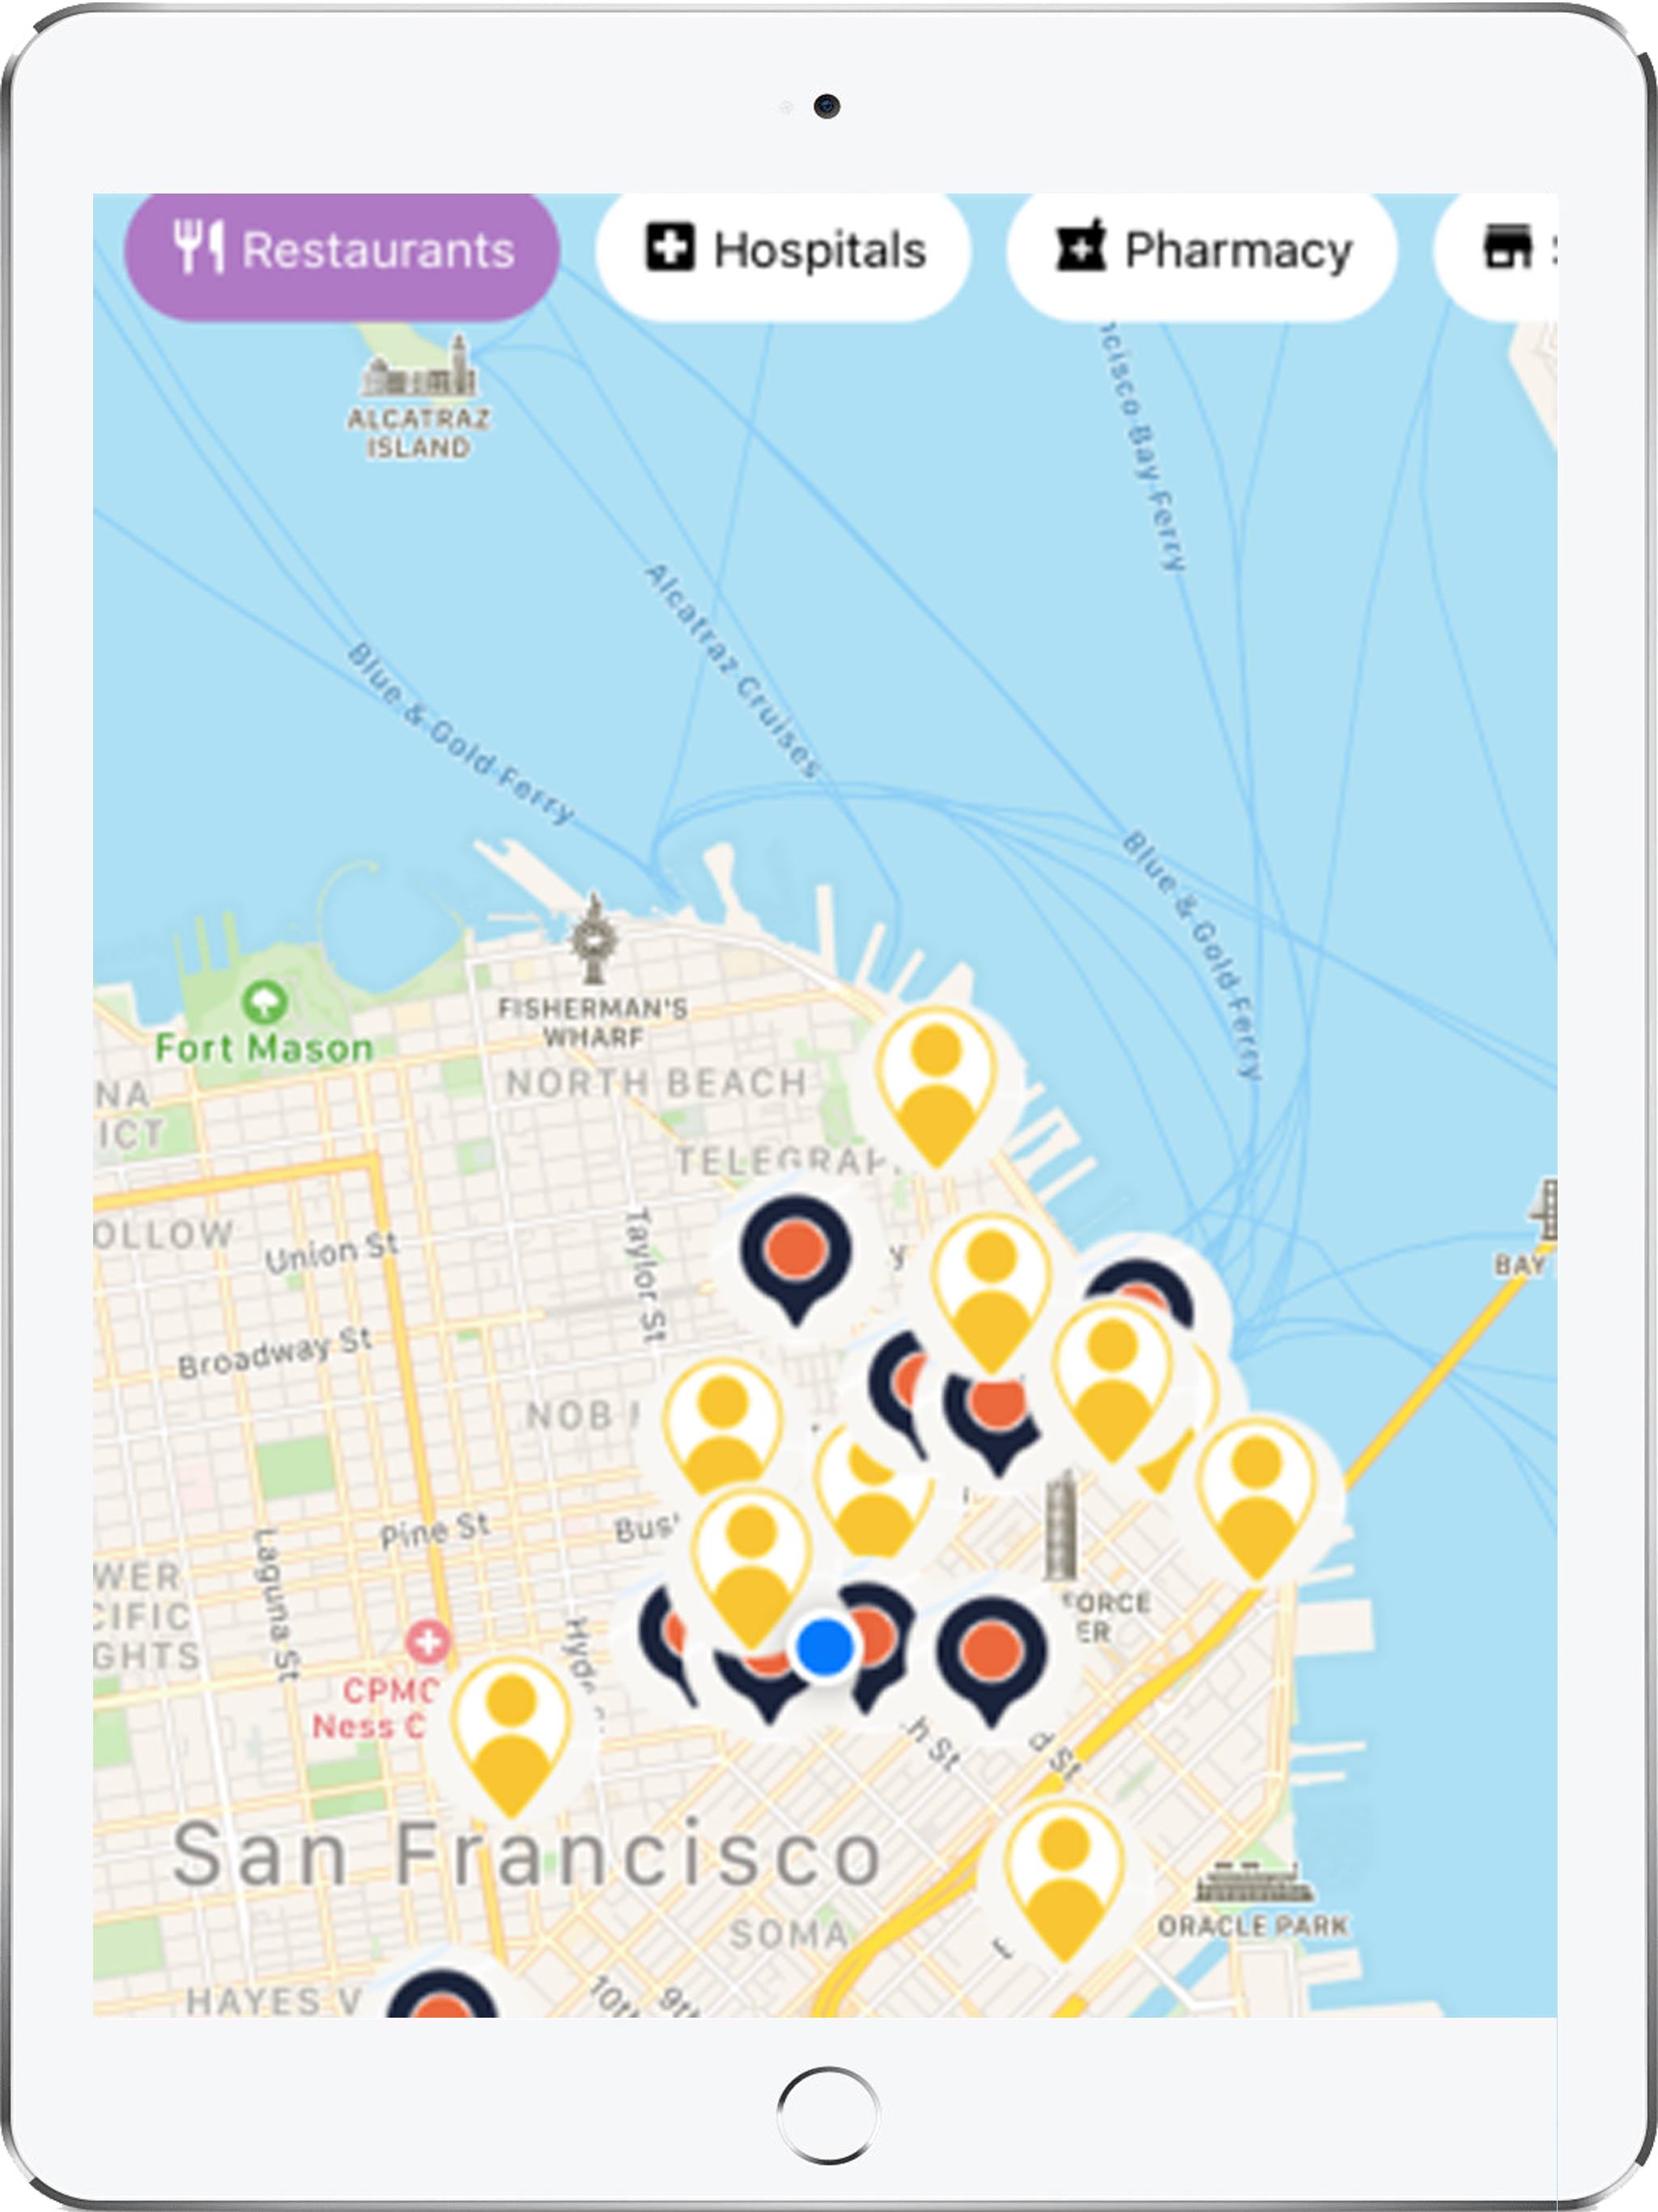 Restaurants
Hospitals
Pharmacy
ALCATRAZ
ISLAND
ncisco Bay Ferry
Alcatraz Cruises
Blue & Gold Ferry
Blue & Gold Ferry
FISHERMAN'S
WHARF
Fort Mason
NORTH BEACH
NA
ICT
TELEGRAP
OLLOW
Union St
Taylor St
BAY
Broadway St
NOB
Pine St
Bus
Laguna St
WER
CIFIC
GHTS
Hyde
FORCE
ER
CPMC
Ness C
h St
d St
San Francisco
SOMA
ORACLE PARK
HAYES V
10th
9th